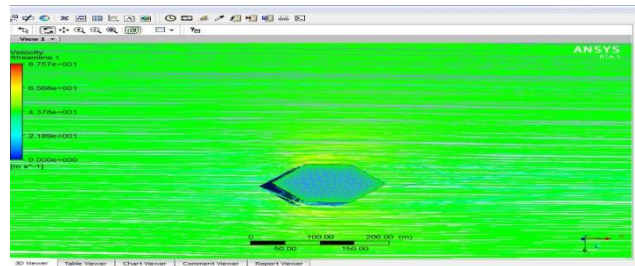 View 1
ANSYS
Velocity
Streamline 1
8.757e+001
6.568e+001
4.378e+001
2.189e+001
0.000e+000
[m s^-1]
0 100.00 200.00 (m)
50.00 150.00
3D Viewer Table Viewer Chart Viewer Comment Viewer Report Viewer